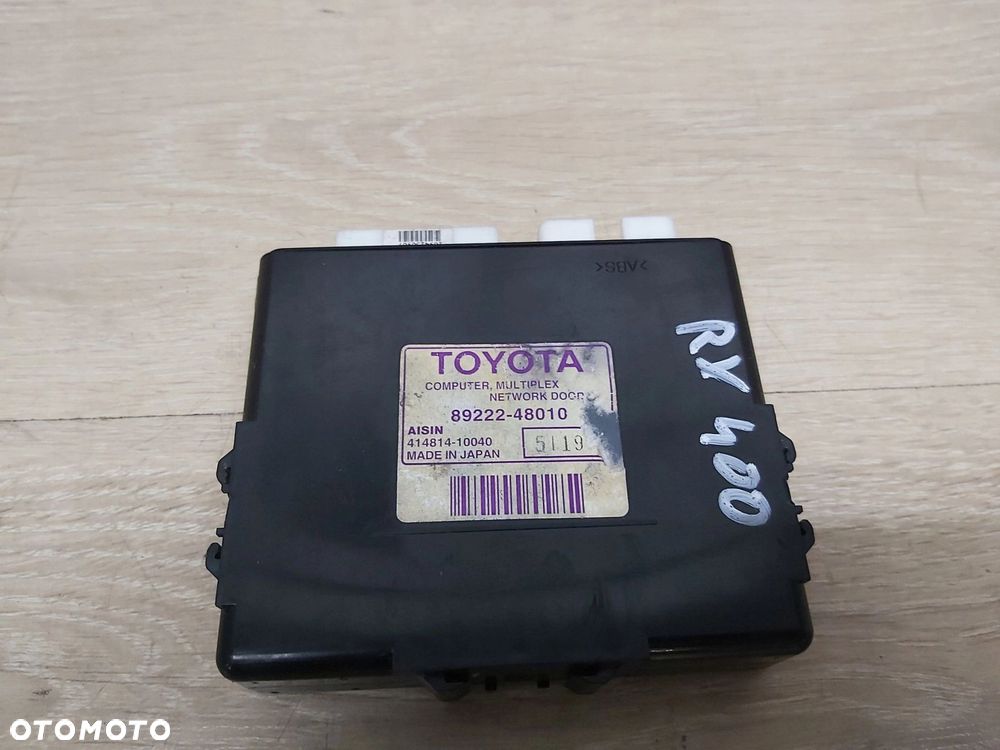 >ABS<
TOYOTA
COMPUTER, MULTIPLEX
NETWORK DOOR
89222-48010
AISIN
414814-10040
5119
MADE IN JAPAN
RX 400
OTOMOTO